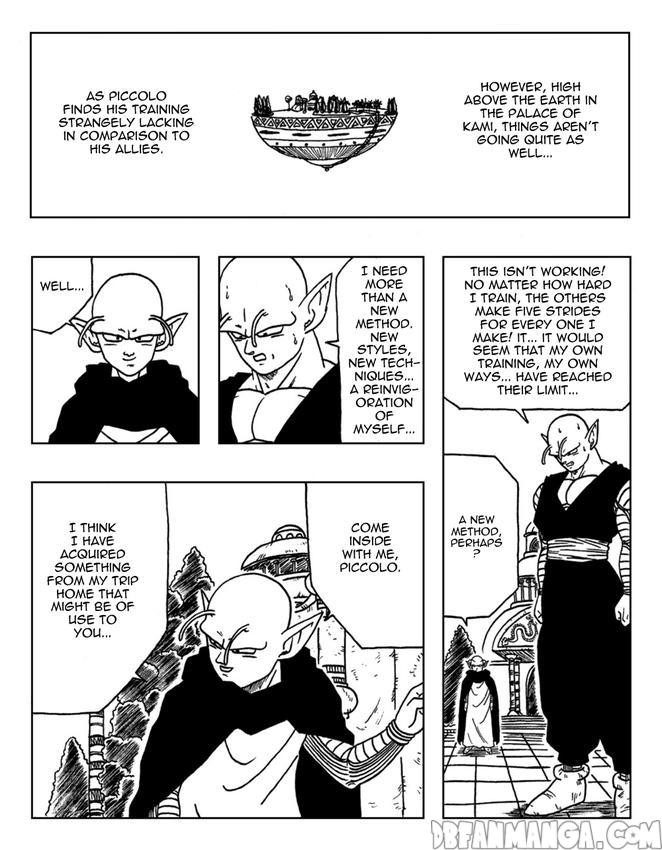 HOWEVER, HIGH
ABOVE THE EARTH IN
THE PALACE OF
KAMI, THINGS AREN'T
GOING QUITE AS
WELL...
AS PICCOLO
FINDS HIS TRAINING
STRANGELY LACKING
IN COMPARISON TO
HIS ALLIES.
THIS ISN'T WORKING!
NO MATTER HOW HARD
I TRAIN, THE OTHERS
MAKE FIVE STRIDES
FOR EVERY ONE I
MAKE! IT... IT WOULD
SEEM THAT MY OWN
TRAINING, MY OWN
WAYS... HAVE REACHED
THEIR LIMIT...
A NEW
METHOD,
PERHAPS
?
I NEED
MORE
THAN A
NEW
METHOD.
NEW
STYLES,
NEW TECH-
NIQUES...
A REINVIG-
ORATION
OF
MYSELF...
WELL...
COME
INSIDE
WITH ME,
PICCOLO.
I THINK
I HAVE
ACQUIRED
SOMETHING
FROM MY TRIP
HOME THAT
MIGHT BE OF
USE TO
YOU...
DBFANMANGA.COM